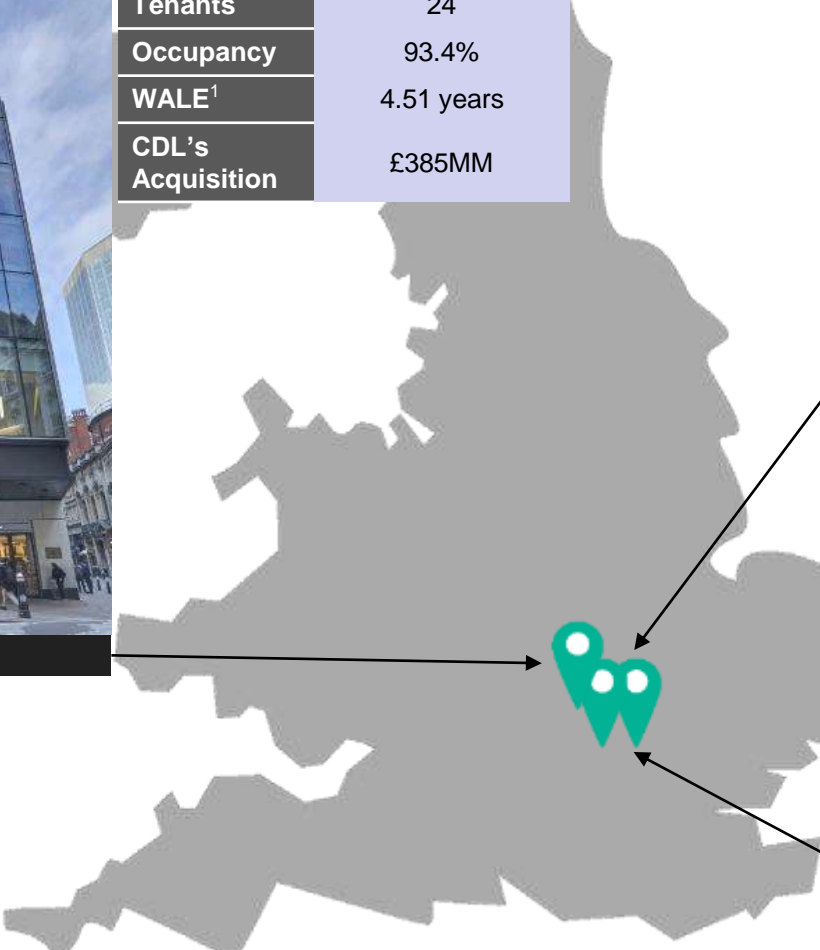 Tenants 24
Occupancy 93.4%
WALE1 4.51 years
CDL's
Acquisition £385MM